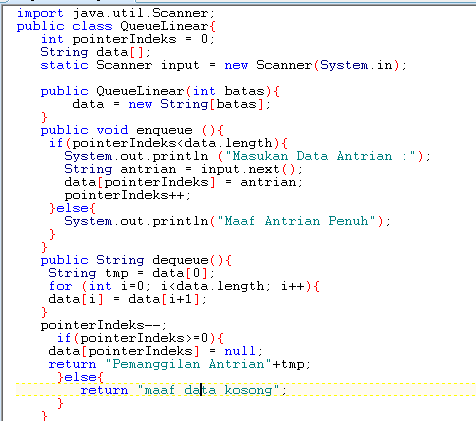 import java.util.Scanner;
public class QueueLinear{
   int pointerIndeks = 0;
   String data[];
   static Scanner input = new Scanner(System.in);

   public QueueLinear(int batas){
       data = new String[batas];
   }
   public void enqueue (){
    if(pointerIndeks<data.length){
      System.out.println ("Masukan Data Antrian :");
      String antrian = input.next();
      data[pointerIndeks] = antrian;
      pointerIndeks++;
    }else{
      System.out.println("Maaf Antrian Penuh");
    }
   }
   public String dequeue(){
    String tmp = data[0];
    for (int i=0; i<data.length; i++){
    data[i] = data[i+1];
   }
   pointerIndeks--;
     if(pointerIndeks>=0){
    data[pointerIndeks] = null;
    return "Pemanggilan Antrian"+tmp;
     }else{
        return "maaf data kosong";
     }
   }